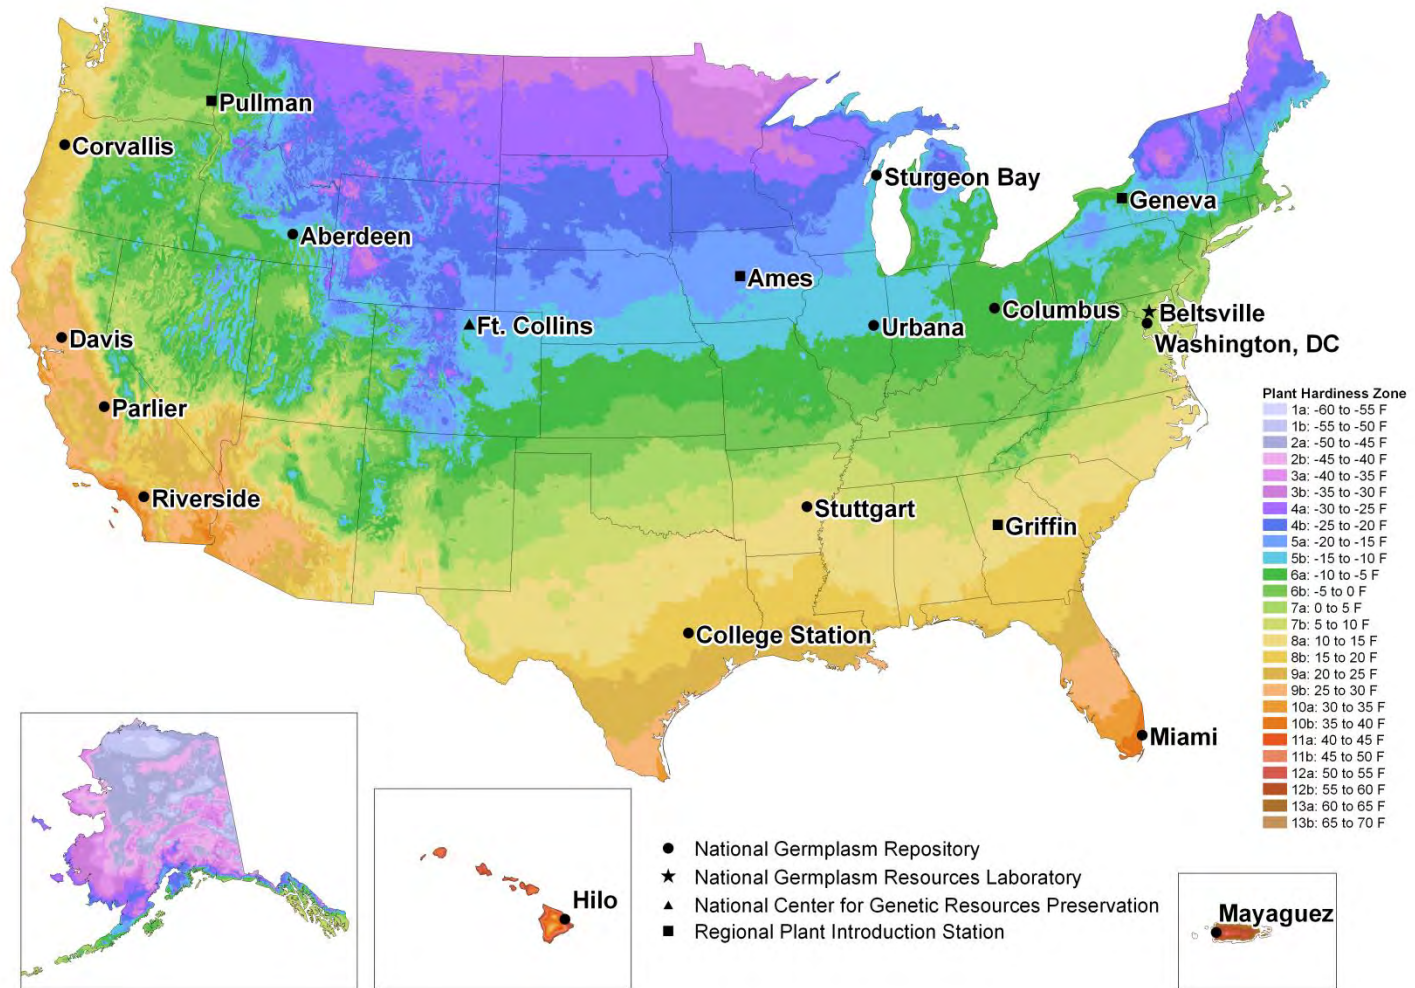 Pullman
Corvallis
Sturgeon Bay
Geneva
Aberdeen
Ames
Ft. Collins
Urbana
Columbus
Beltsville
Washington, DC
Davis
Parlier
Riverside
Stuttgart
Griffin
College Station
Miami
Plant Hardiness Zone
1a: -60 to -55 F
1b: -55 to -50 F
2a: -50 to -45 F
2b: -45 to -40 F
3a: -40 to -35 F
3b: -35 to -30 F
4a: -30 to -25 F
4b: -25 to -20 F
5a: -20 to -15 F
5b: -15 to -10 F
6a: -10 to -5 F
6b: -5 to 0 F
7a: 0 to 5 F
7b: 5 to 10 F
8a: 10 to 15 F
8b: 15 to 20 F
9a: 20 to 25 F
9b: 25 to 30 F
10a: 30 to 35 F
10b: 35 to 40 F
11a: 40 to 45 F
11b: 45 to 50 F
12a: 50 to 55 F
12b: 55 to 60 F
13a: 60 to 65 F
13b: 65 to 70 F
Hilo
National Germplasm Repository
National Germplasm Resources Laboratory
National Center for Genetic Resources Preservation
Regional Plant Introduction Station
Mayaguez